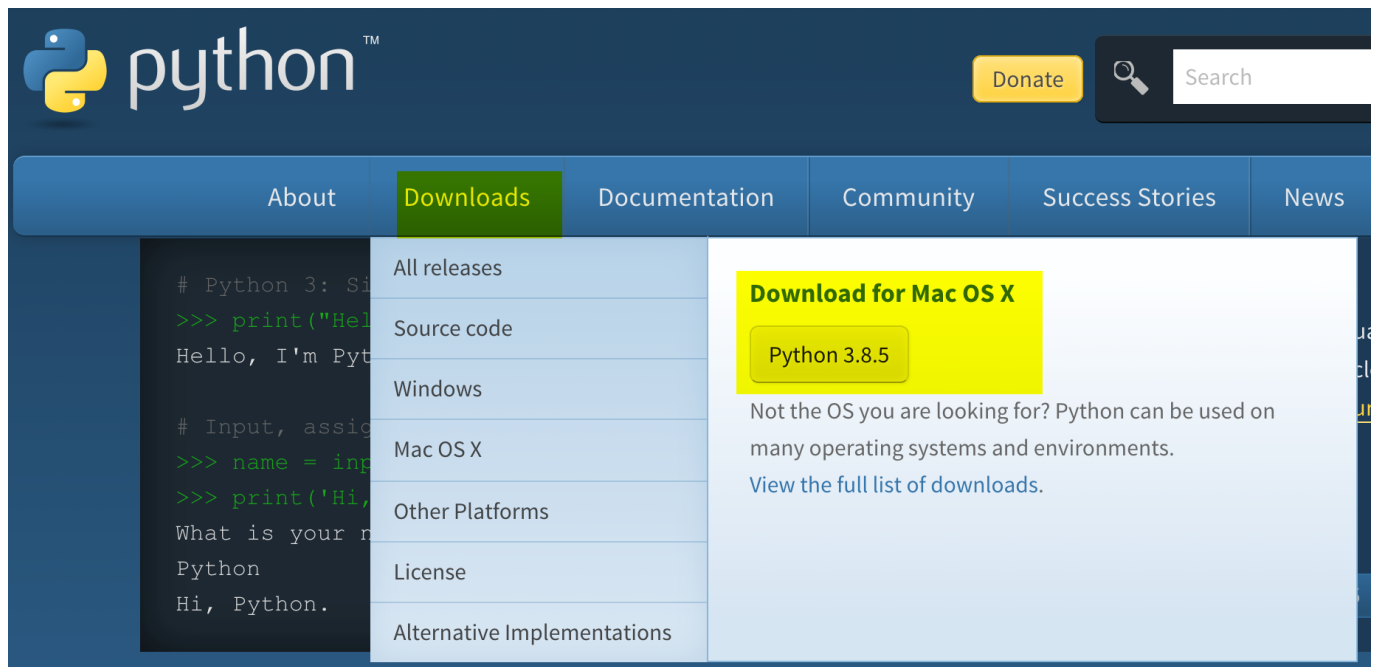 python™
Donate
Search
About
Downloads
Documentation
Community
Success Stories
News
# Python 3: Si
>>> print("Hel
Hello, I'm Pyt
# Input, assig
>>> name = inp
>>> print('Hi,
What is your n
Python
Hi, Python.
All releases
Source code
Windows
Mac OS X
Other Platforms
License
Alternative Implementations
Download for Mac OS X
Python 3.8.5
Not the OS you are looking for? Python can be used on
many operating systems and environments.
View the full list of downloads.